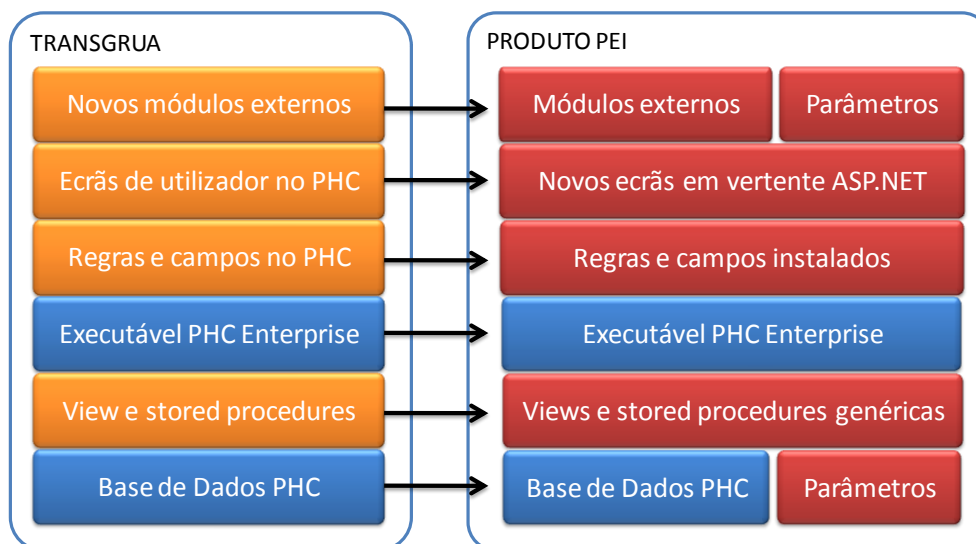 TRANSGRUA
Novos módulos externos
Ecrãs de utilizador no PHC
Regras e campos no PHC
Executável PHC Enterprise
View e stored procedures
Base de Dados PHC
PRODUTO PEI
Módulos externos
Parâmetros
Novos ecrãs em vertente ASP.NET
Regras e campos instalados
Executável PHC Enterprise
Views e stored procedures genéricas
Base de Dados PHC
Parâmetros